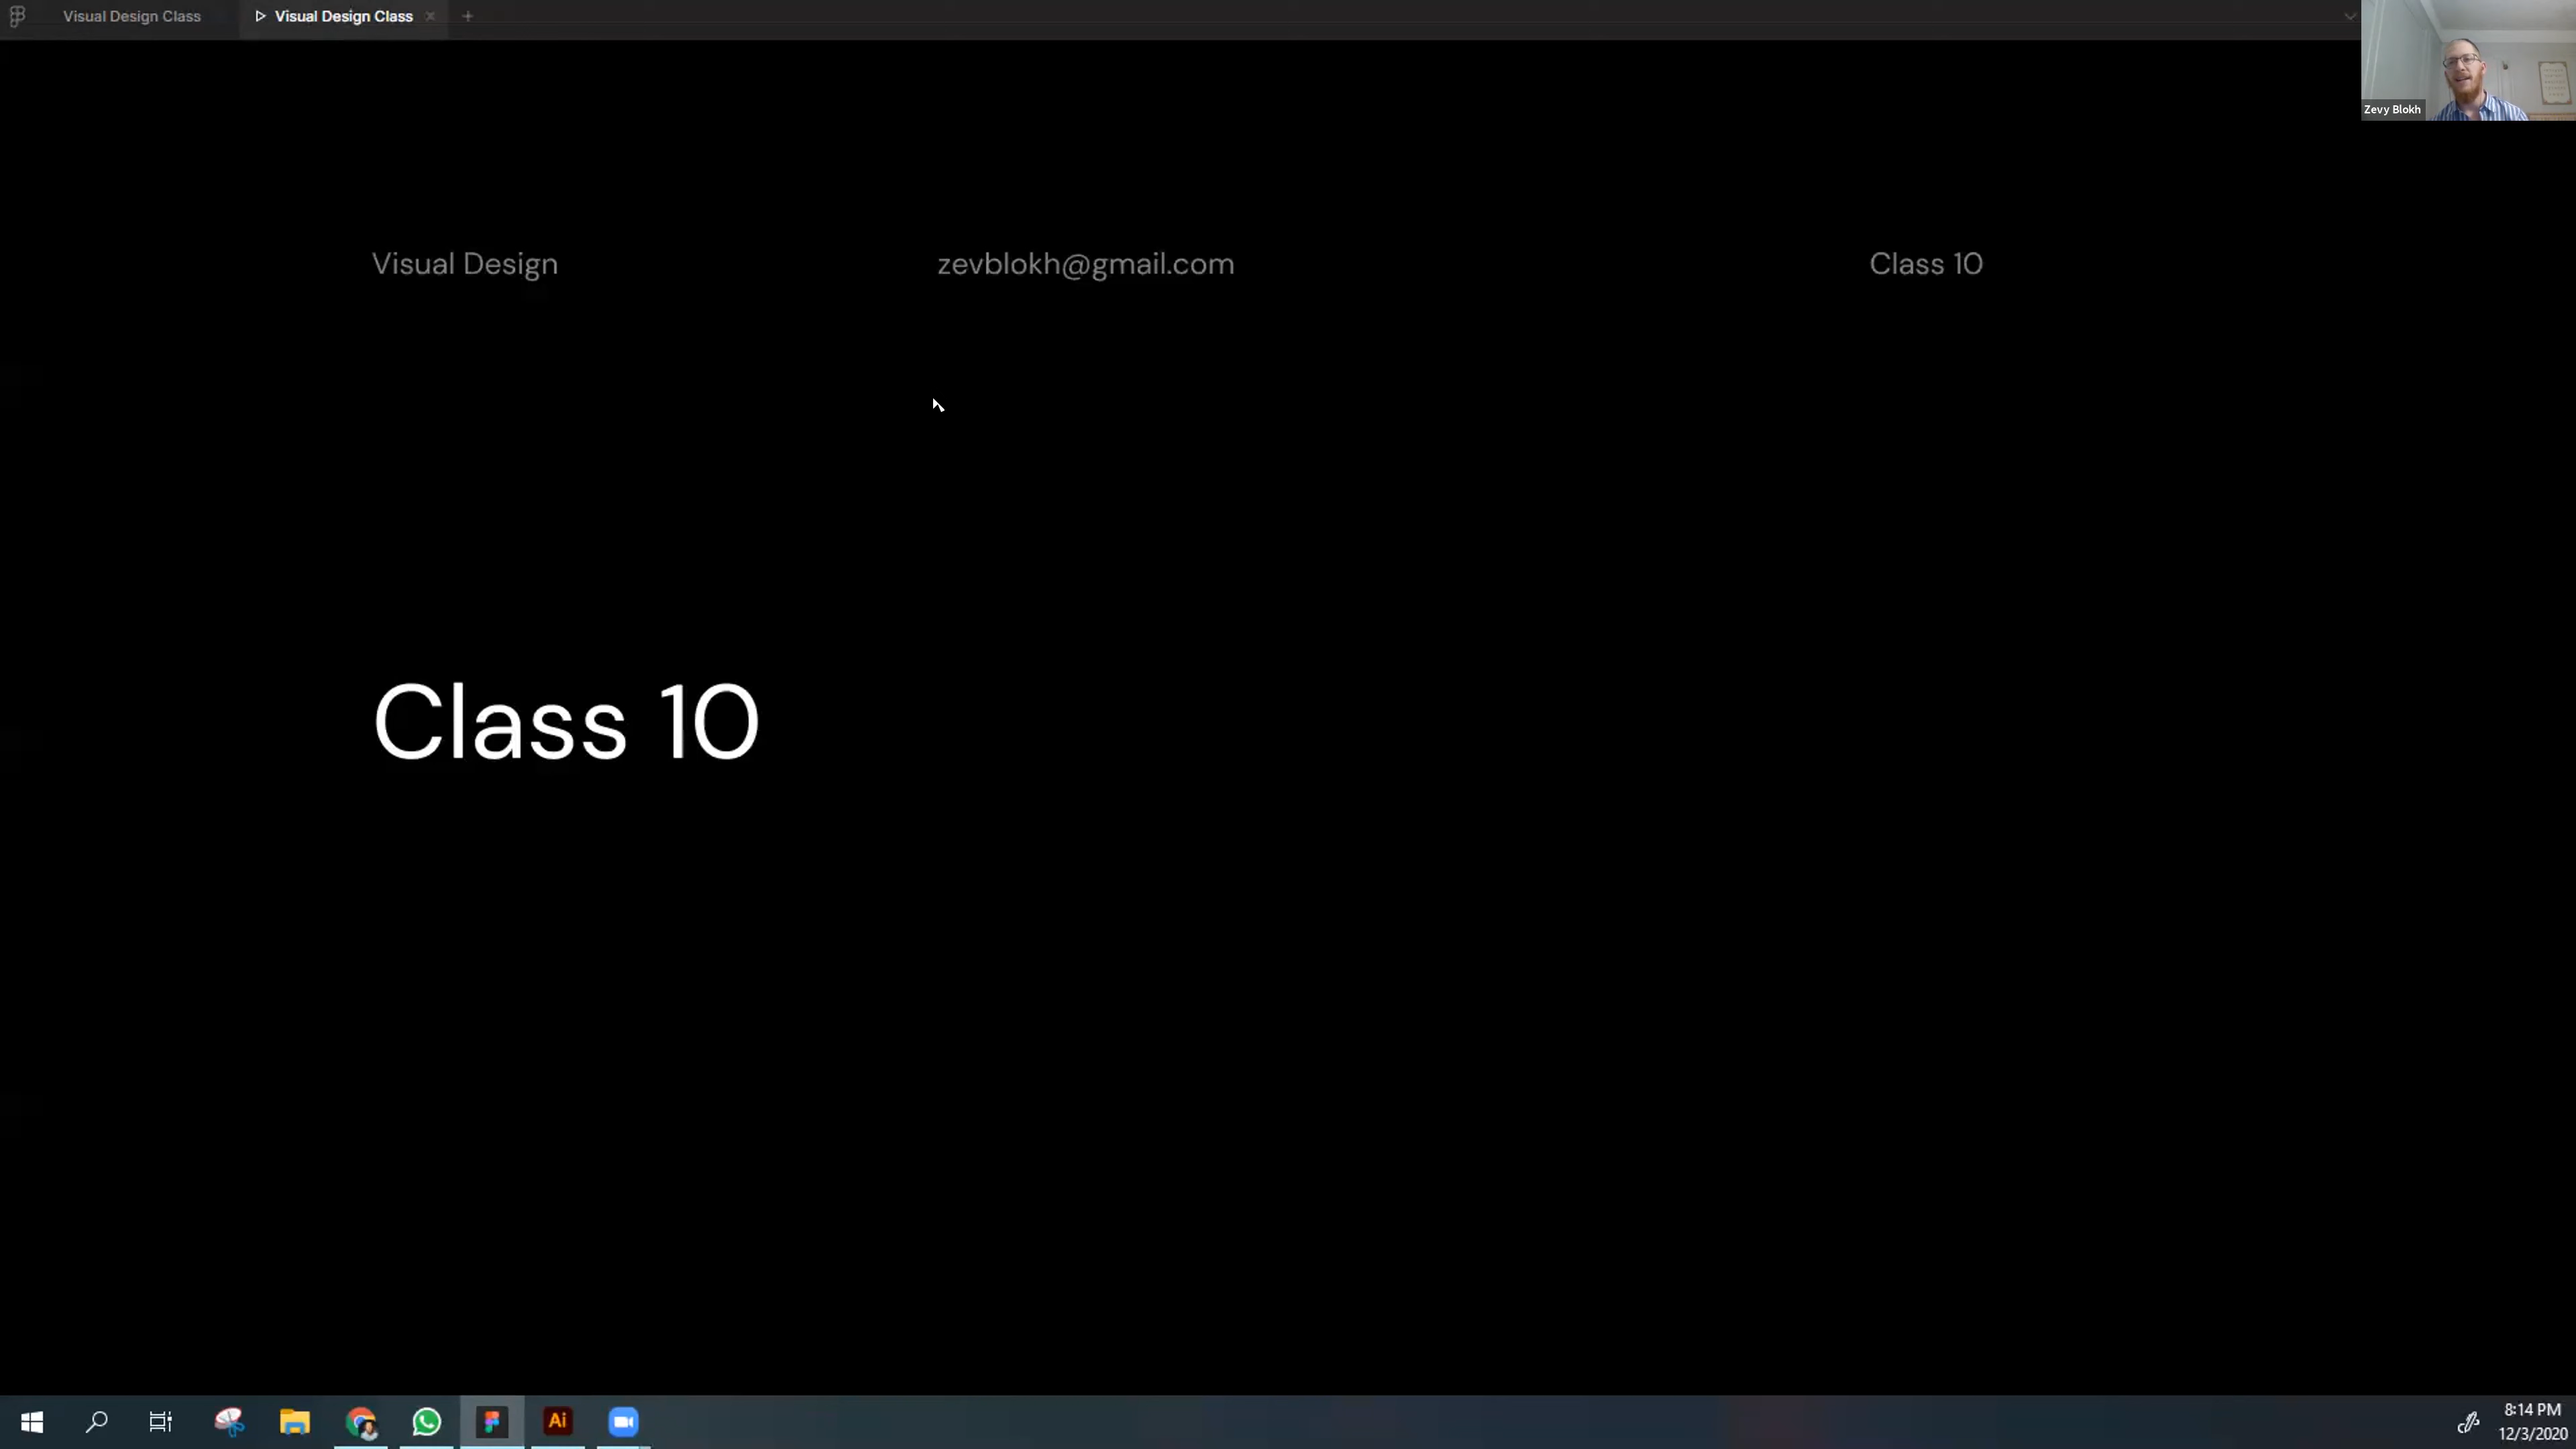 Visual Design Class
Visual Design Class
Zevy Blokh
Visual Design
zevblokh@gmail.com
Class 10
Class 10
Ai
8:14 PM
12/3/2020